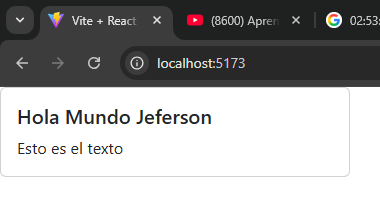 Vite + React
(8600) Apren
02:53:
localhost:5173
Hola Mundo Jeferson
Esto es el texto